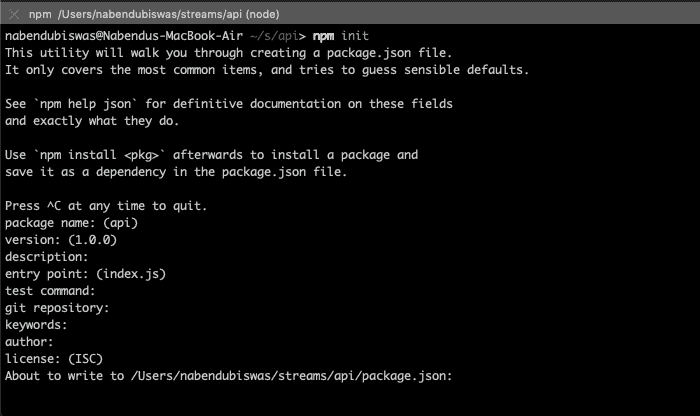 npm /Users/nabendubiswas/streams/api (node)
nabendubiswas@Nabendus-MacBook-Air ~/s/api> npm init
This utility will walk you through creating a package.json file.
It only covers the most common items, and tries to guess sensible defaults.
See `npm help json` for definitive documentation on these fields
and exactly what they do.
Use `npm install <pkg>` afterwards to install a package and
save it as a dependency in the package.json file.
Press ^C at any time to quit.
package name: (api)
version: (1.0.0)
description:
entry point: (index.js)
test command:
git repository:
keywords:
author:
license: (ISC)
About to write to /Users/nabendubiswas/streams/api/package.json: